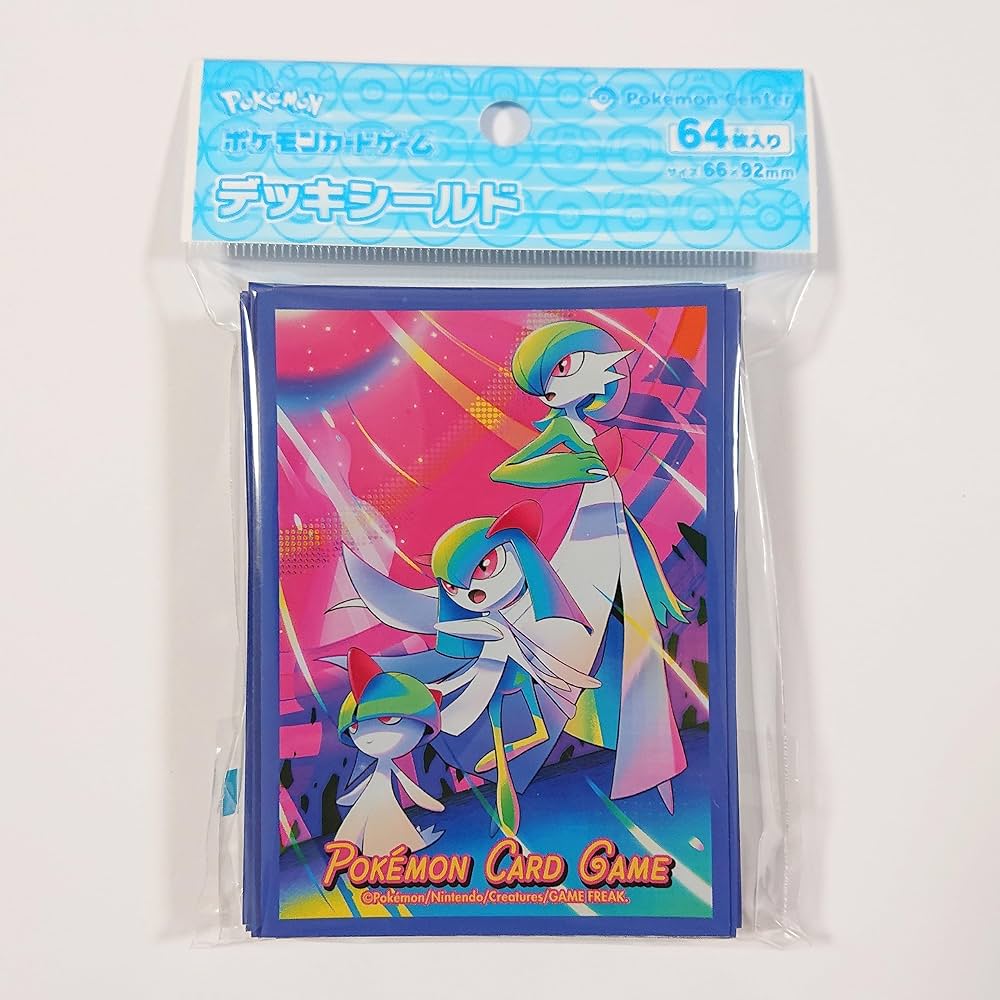 POKéMON
Pokémon Center
ポケモンカードゲーム
64枚入り
サイズ 66×92mm
デッキシールド
POKÉMON CARD GAME
©Pokémon/Nintendo/Creatures/GAME FREAK.